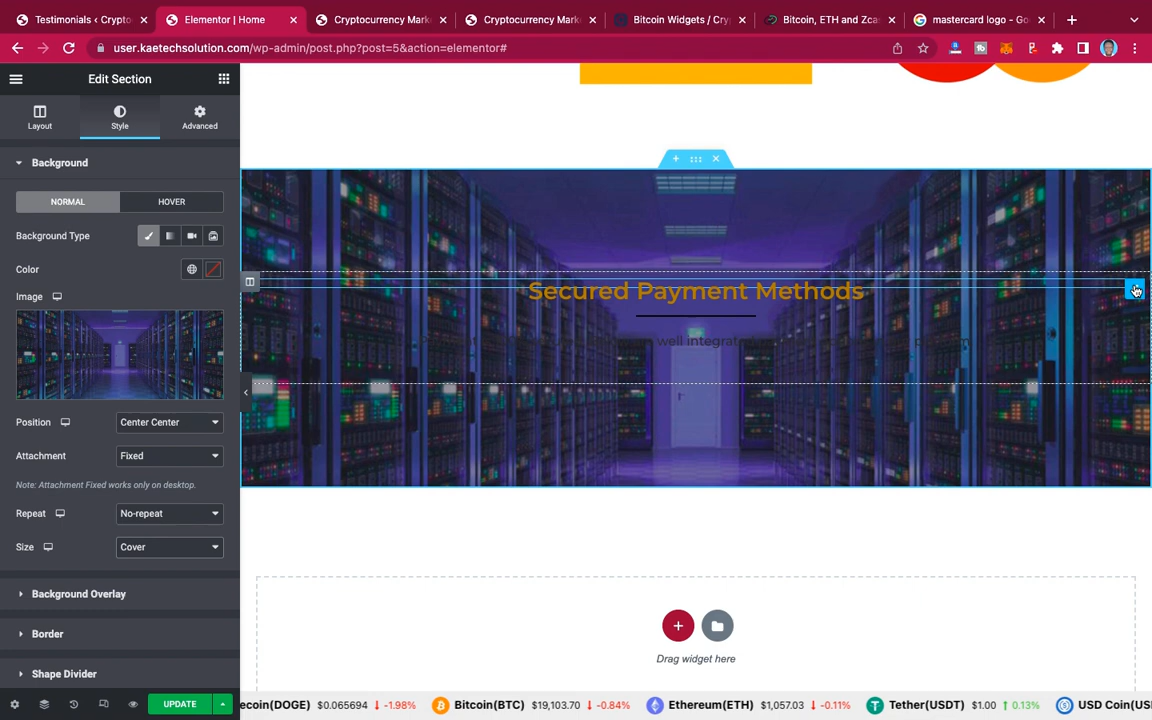 Testimonials ‹ Crypto
Elementor | Home
Cryptocurrency Mark
Cryptocurrency Mark
Bitcoin Widgets / Cry
Bitcoin, ETH and Zca
mastercard logo - Go
user.kaetechsolution.com/wp-admin/post.php?post=5&action=elementor#
Edit Section
Layout
Style
Advanced
Background
NORMAL
HOVER
Background Type
Color
Image
Position
Center Center
Attachment
Fixed
Note: Attachment Fixed works only on desktop.
Repeat
No-repeat
Size
Cover
Background Overlay
Border
Shape Divider
UPDATE
Secured Payment Methods
well integrated
Drag widget here
ecoin(DOGE) $0.065694 -1.98% Bitcoin(BTC) $19,103.70 -0.84% Ethereum(ETH) $1,057.03 -0.11% Tether(USDT) $1.00 0.13% USD Coin(US